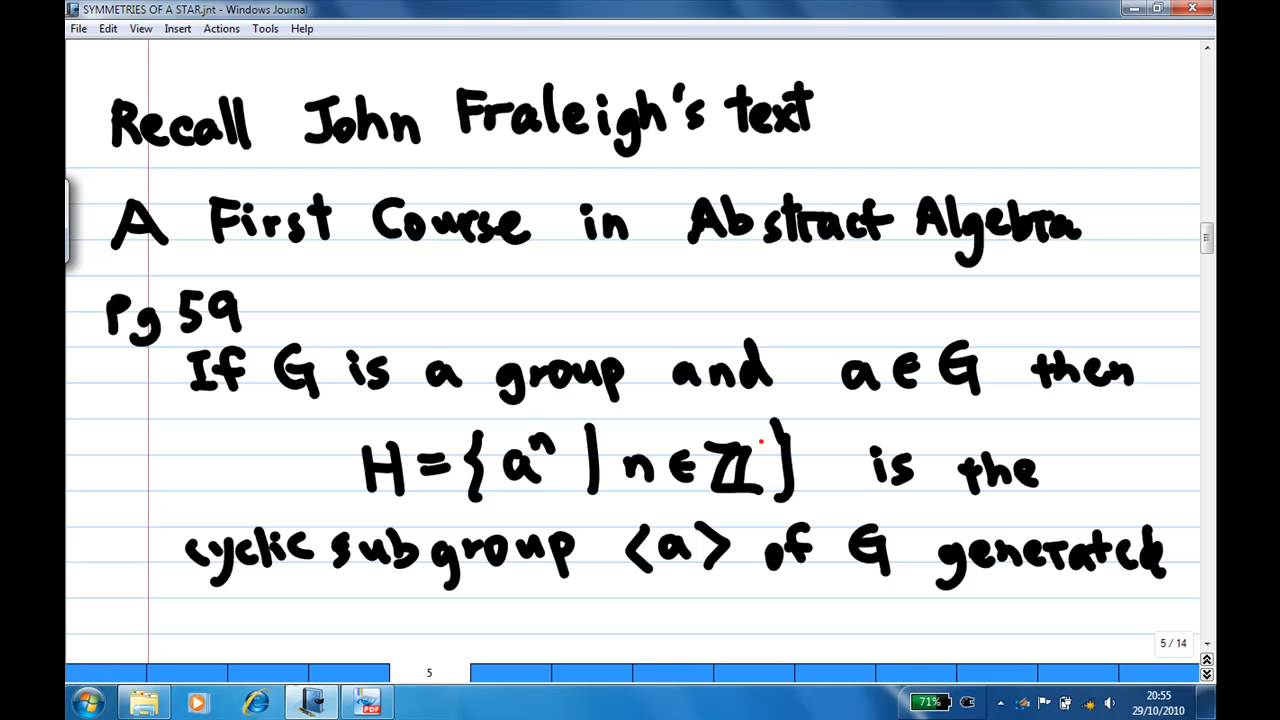 SYMMETRIES OF A STAR.jnt - Windows Journal
File Edit View Insert Actions Tools Help
Recall John Fraleigh's text
A First Course in Abstract Algebra
Pg 59
If G is a group and a ∈ G then
H = { aⁿ | n ∈ ℤ } is the
cyclic subgroup <a> of G generated
5 / 14
5
71%
20:55
29/10/2010